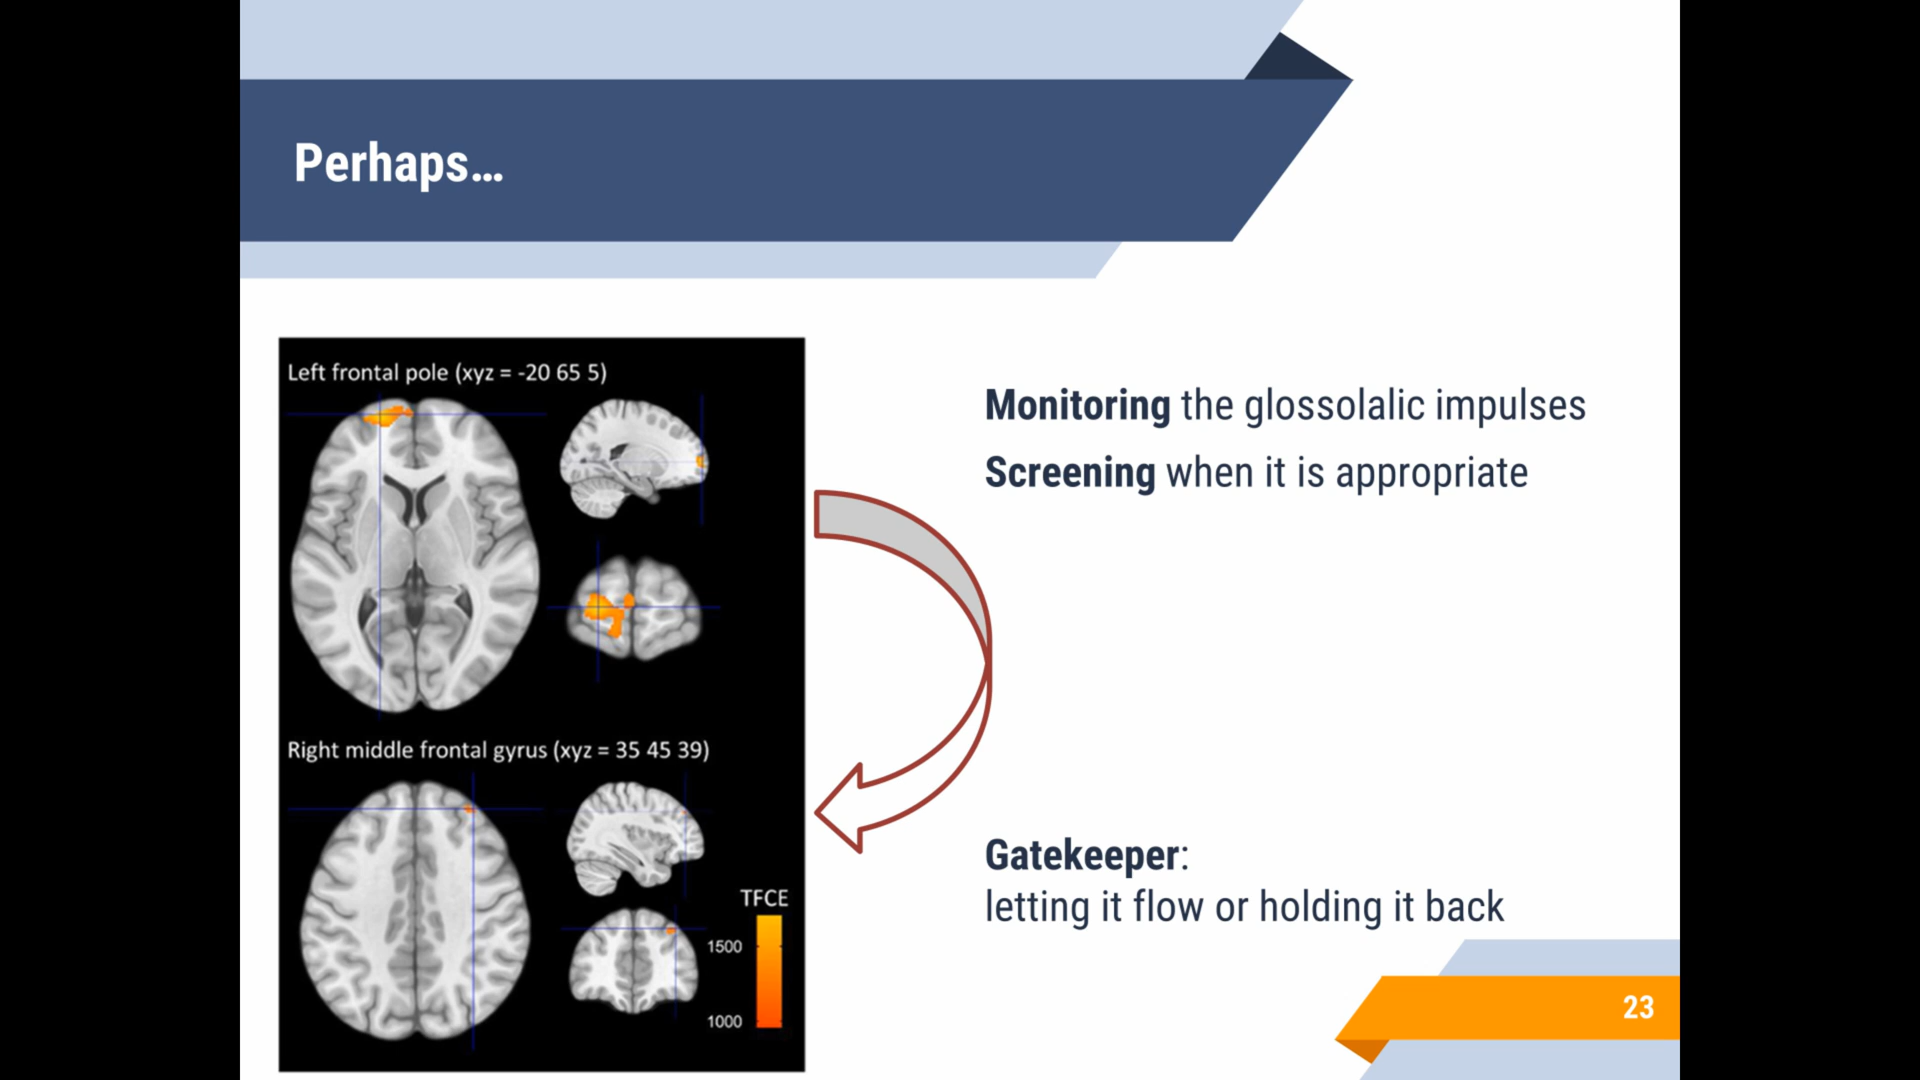 Perhaps…
Left frontal pole (xyz = -20 65 5)
Monitoring the glossolalic impulses
Screening when it is appropriate
Right middle frontal gyrus (xyz = 35 45 39)
Gatekeeper:
letting it flow or holding it back
TFCE
1500
1000
23